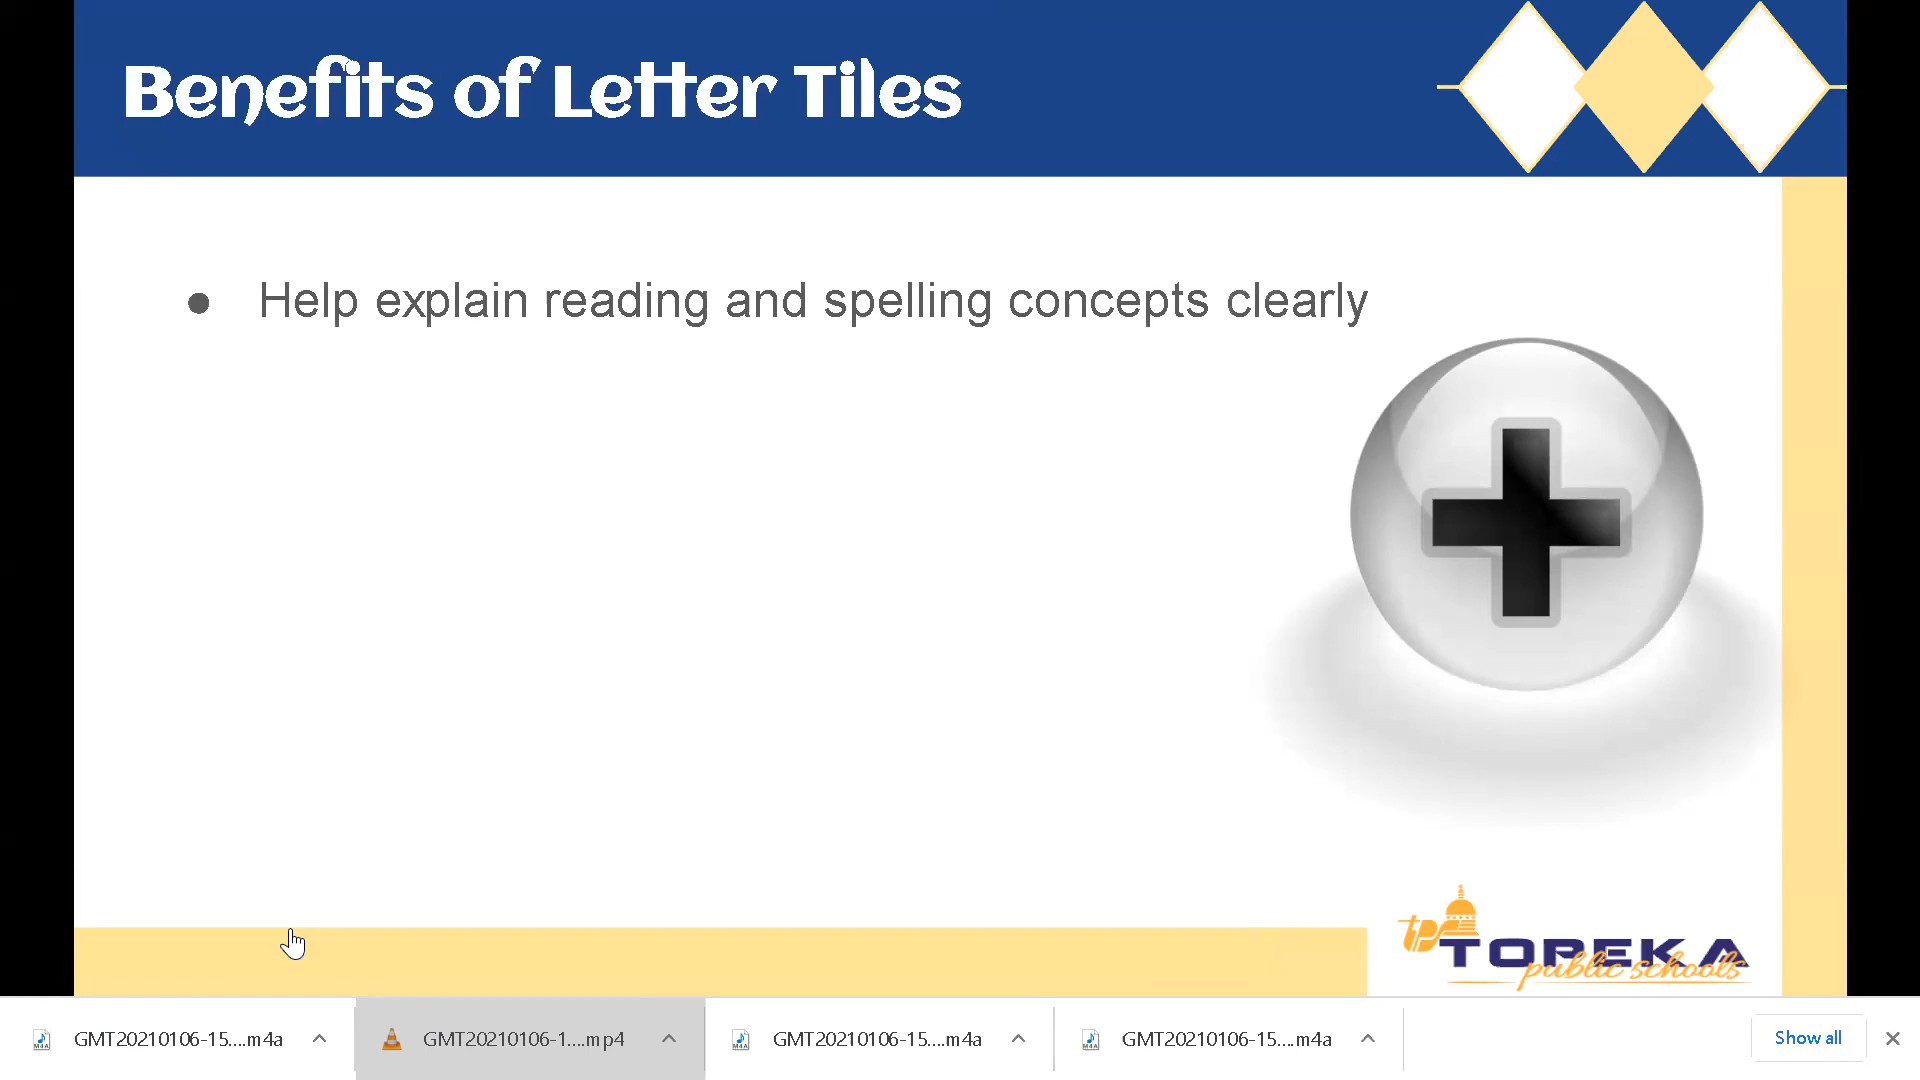 Benefits of Letter Tiles
● Help explain reading and spelling concepts clearly
tps
TOPEKA
public schools
GMT20210106-15....m4a
GMT20210106-1....mp4
GMT20210106-15....m4a
GMT20210106-15....m4a
Show all